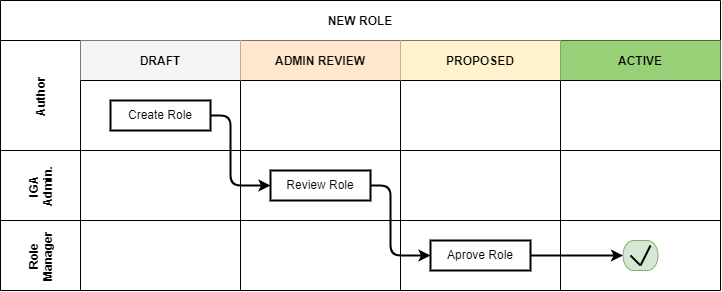 NEW ROLE
DRAFT
ADMIN REVIEW
PROPOSED
ACTIVE
Author
Create Role
IGA
Admin.
Review Role
Role
Manager
Aprove Role